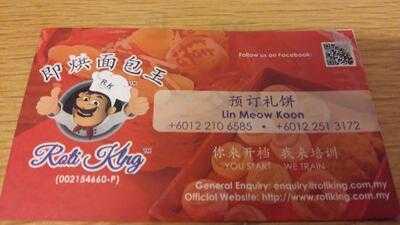 Follow us on Facebook:
即烘面包王
R.K
Roti King™
(002154660-P)
预订礼饼
Lin Meow Koon
+6012 210 6585 • +6012 251 3172
你来开档 我来培训
YOU START WE TRAIN
General Enquiry: enquiry@rotiking.com.my
Official Website: http://www.rotiking.com.my